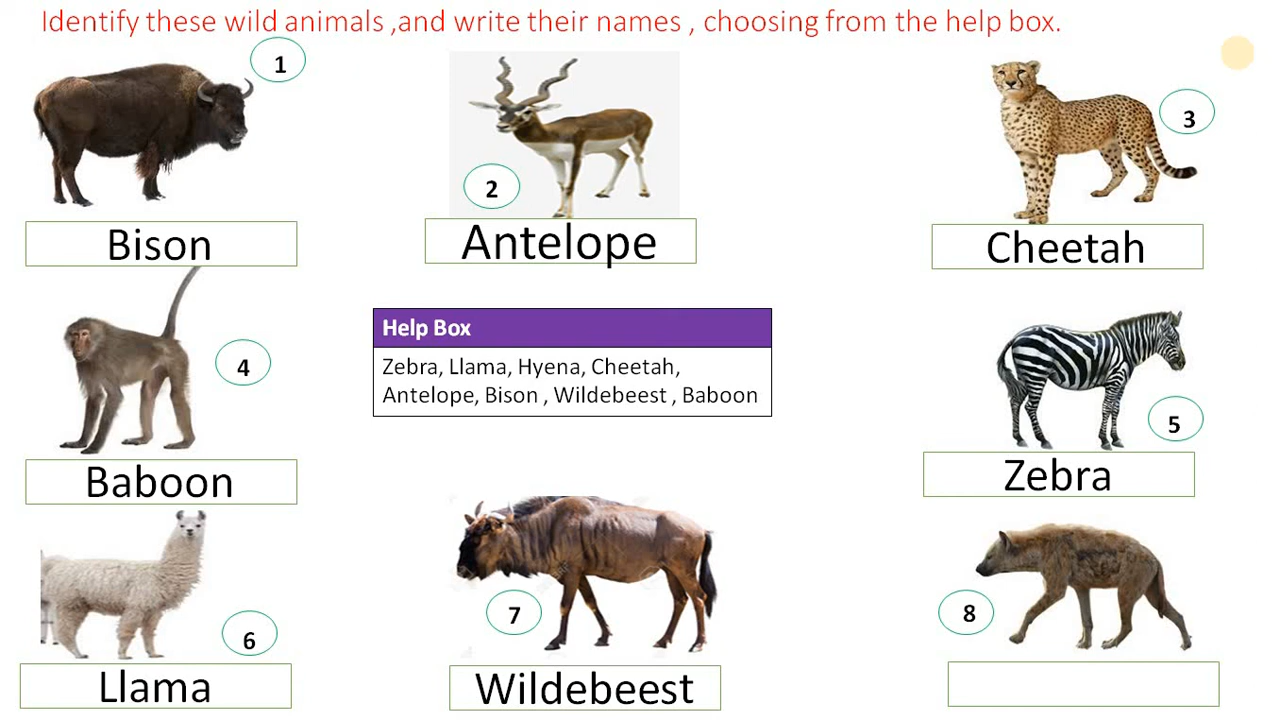 Identify these wild animals ,and write their names , choosing from the help box.
1
2
3
Bison
Antelope
Cheetah
4
Help Box
Zebra, Llama, Hyena, Cheetah,
Antelope, Bison , Wildebeest , Baboon
5
Baboon
Zebra
6
7
8
Llama
Wildebeest